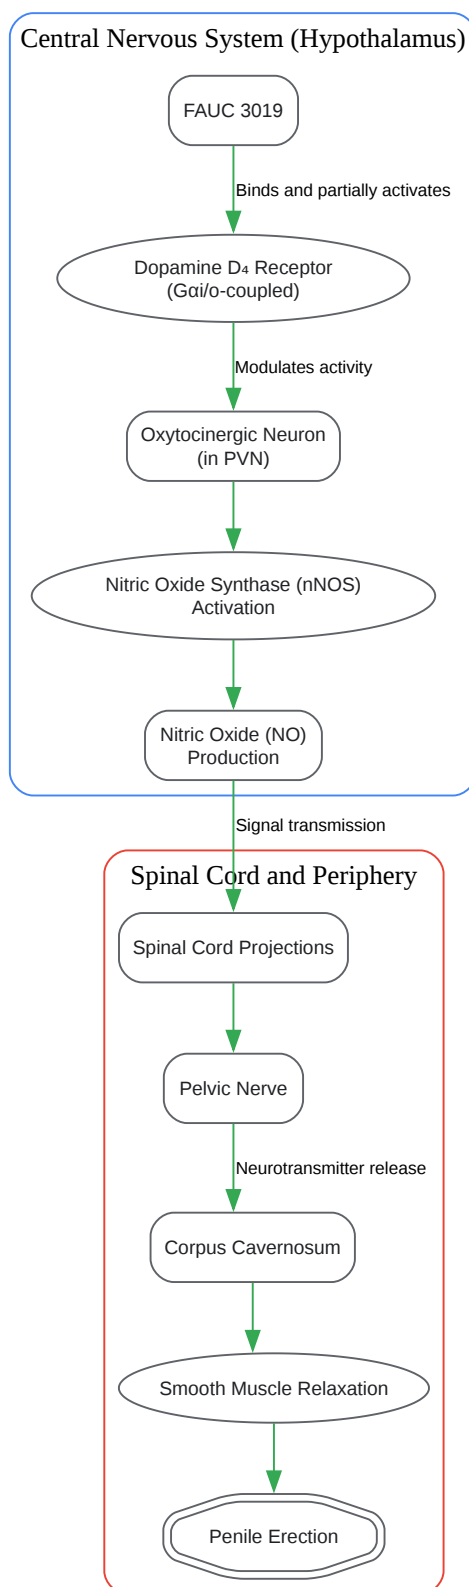 Central Nervous System (Hypothalamus)
FAUC 3019
Binds and partially activates
Dopamine D₄ Receptor
(Gαi/o-coupled)
Modulates activity
Oxytocinergic Neuron
(in PVN)
Nitric Oxide Synthase (nNOS)
Activation
Nitric Oxide (NO)
Production
Signal transmission
Spinal Cord and Periphery
Spinal Cord Projections
Pelvic Nerve
Neurotransmitter release
Corpus Cavernosum
Smooth Muscle Relaxation
Penile Erection